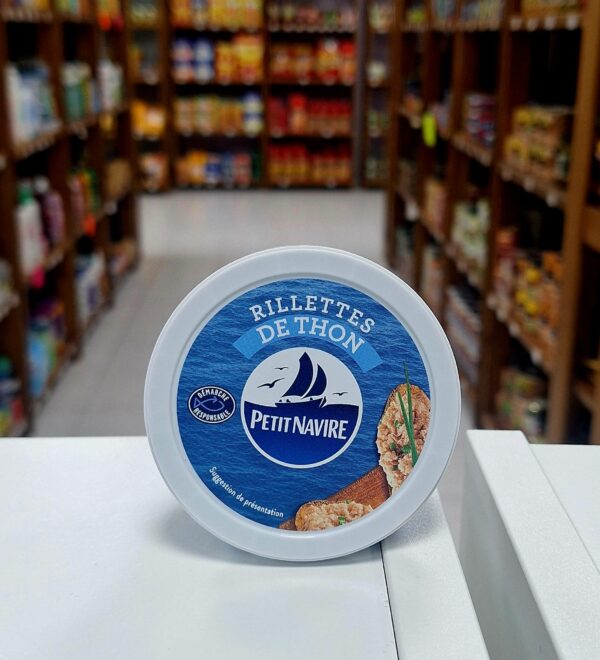 RILLETTES
DE THON
DÉMARCHE
RESPONSABLE
PETIT NAVIRE
Suggestion de présentation